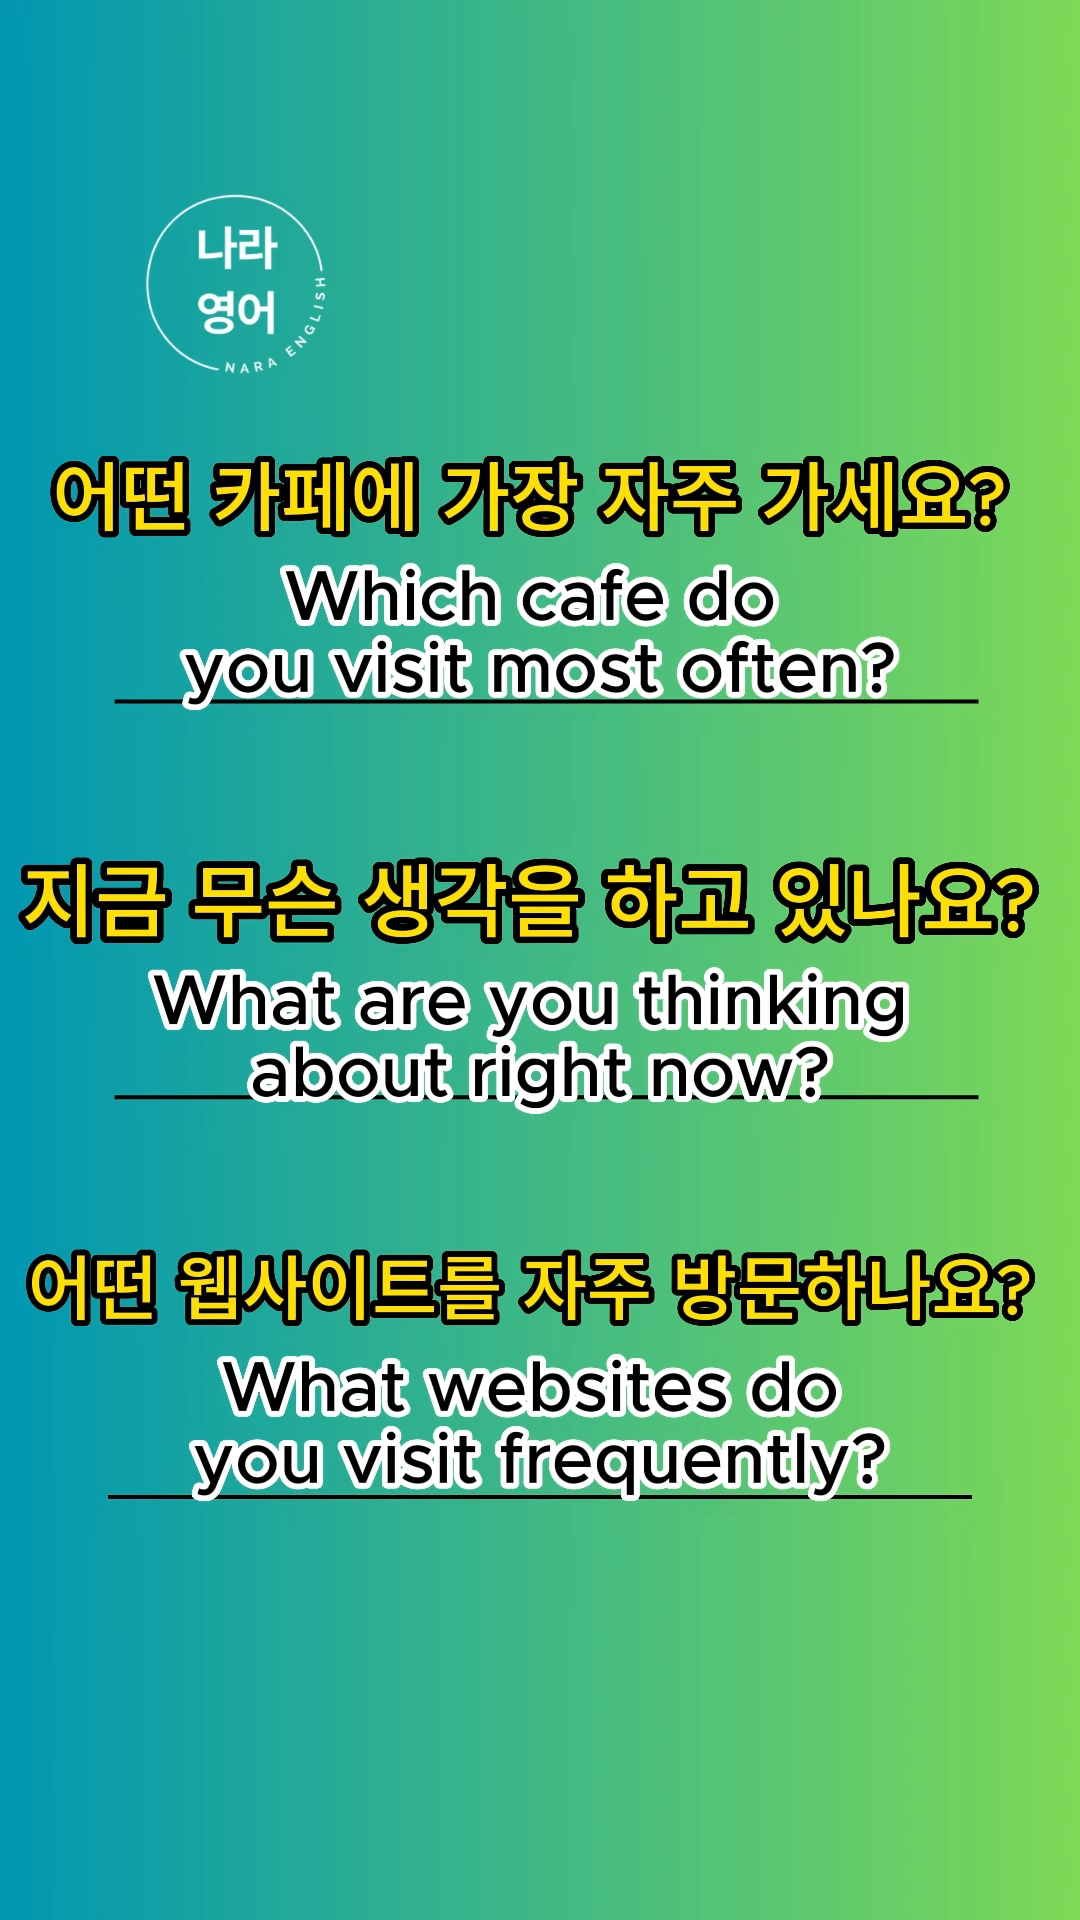 나라
영어
NARA ENGLISH
어떤 카페에 가장 자주 가세요?
Which cafe do
you visit most often?
지금 무슨 생각을 하고 있나요?
What are you thinking
about right now?
어떤 웹사이트를 자주 방문하나요?
What websites do
you visit frequently?